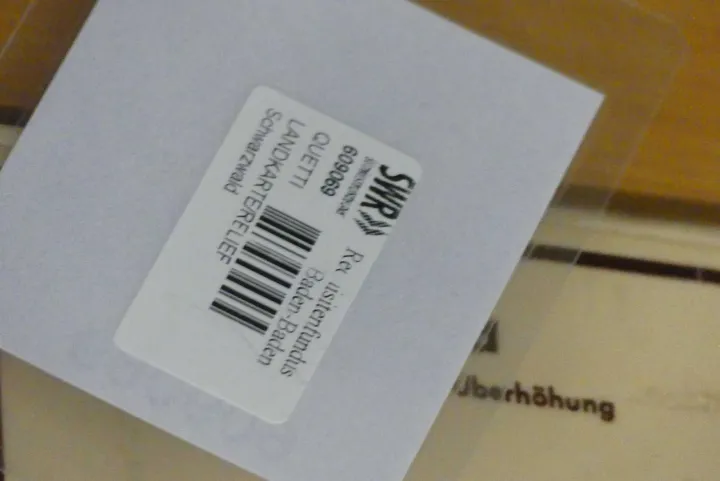 SWR
609069
QUETTI
LANDKARTERELIEF
Schwarzwald
Baden-Baden
Überhöhung